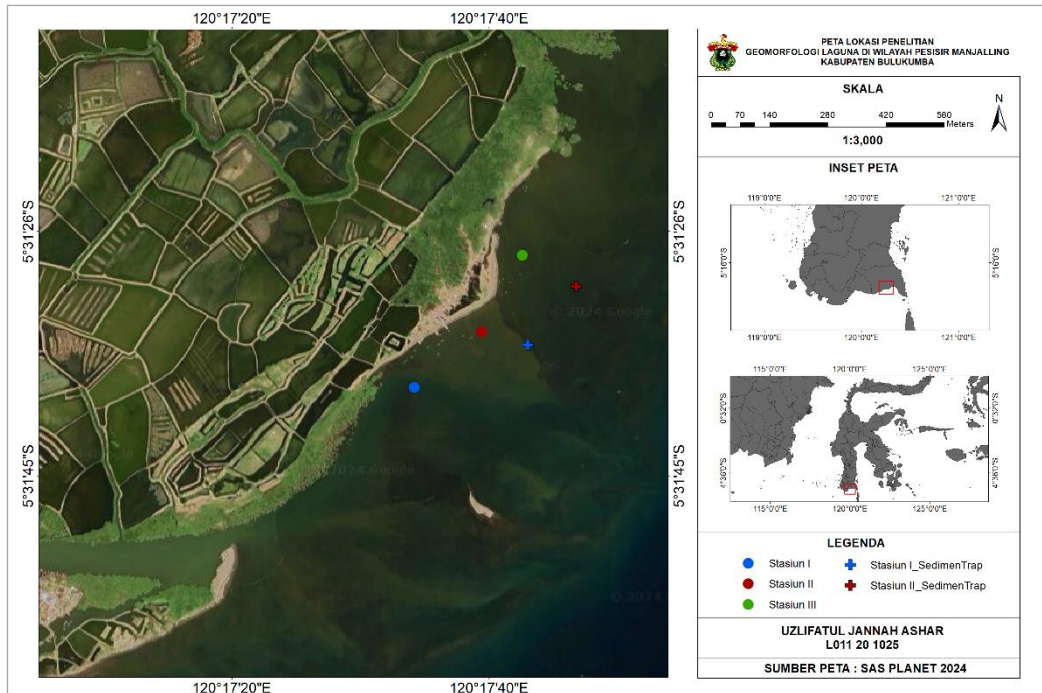 120°17'20"E
120°17'40"E
5°31'26"S
5°31'26"S
5°31'45"S
5°31'45"S
120°17'20"E
120°17'40"E
© 2024 Google
2024 Google
© 2024
PETA LOKASI PENELITIAN
GEOMORFOLOGI LAGUNA DI WILAYAH PESISIR MANJALLING
KABUPATEN BULUKUMBA
SKALA
N
0 70 140 280 420 560
Meters
1:3,000
INSET PETA
119°0'0"E 120°0'0"E 121°0'0"E
5°16'0"S 5°16'0"S
119°0'0"E 120°0'0"E 121°0'0"E
115°0'0"E 120°0'0"E 125°0'0"E
0°32'0"S 0°32'0"S
4°36'0"S 4°36'0"S
115°0'0"E 120°0'0"E 125°0'0"E
LEGENDA
Stasiun I
Stasiun I_SedimenTrap
Stasiun II
Stasiun II_SedimenTrap
Stasiun III
UZLIFATUL JANNAH ASHAR
L011 20 1025
SUMBER PETA : SAS PLANET 2024